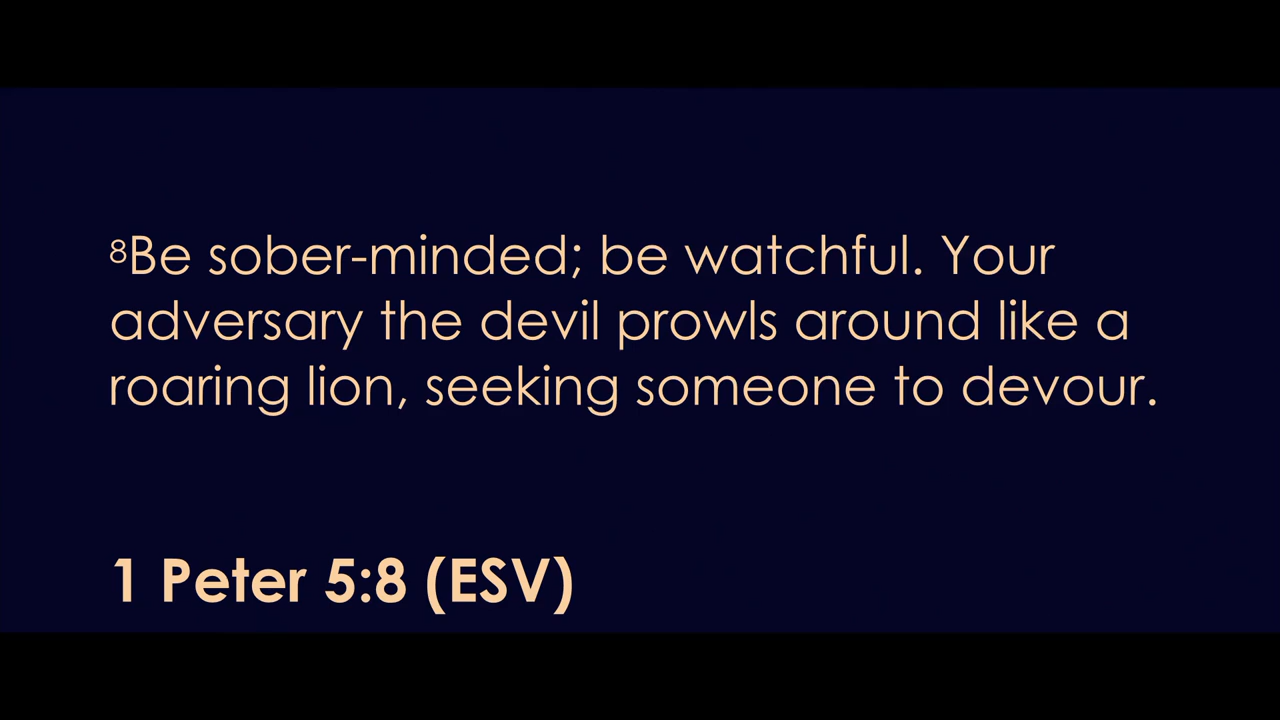 ⁸Be sober-minded; be watchful. Your
adversary the devil prowls around like a
roaring lion, seeking someone to devour.
1 Peter 5:8 (ESV)